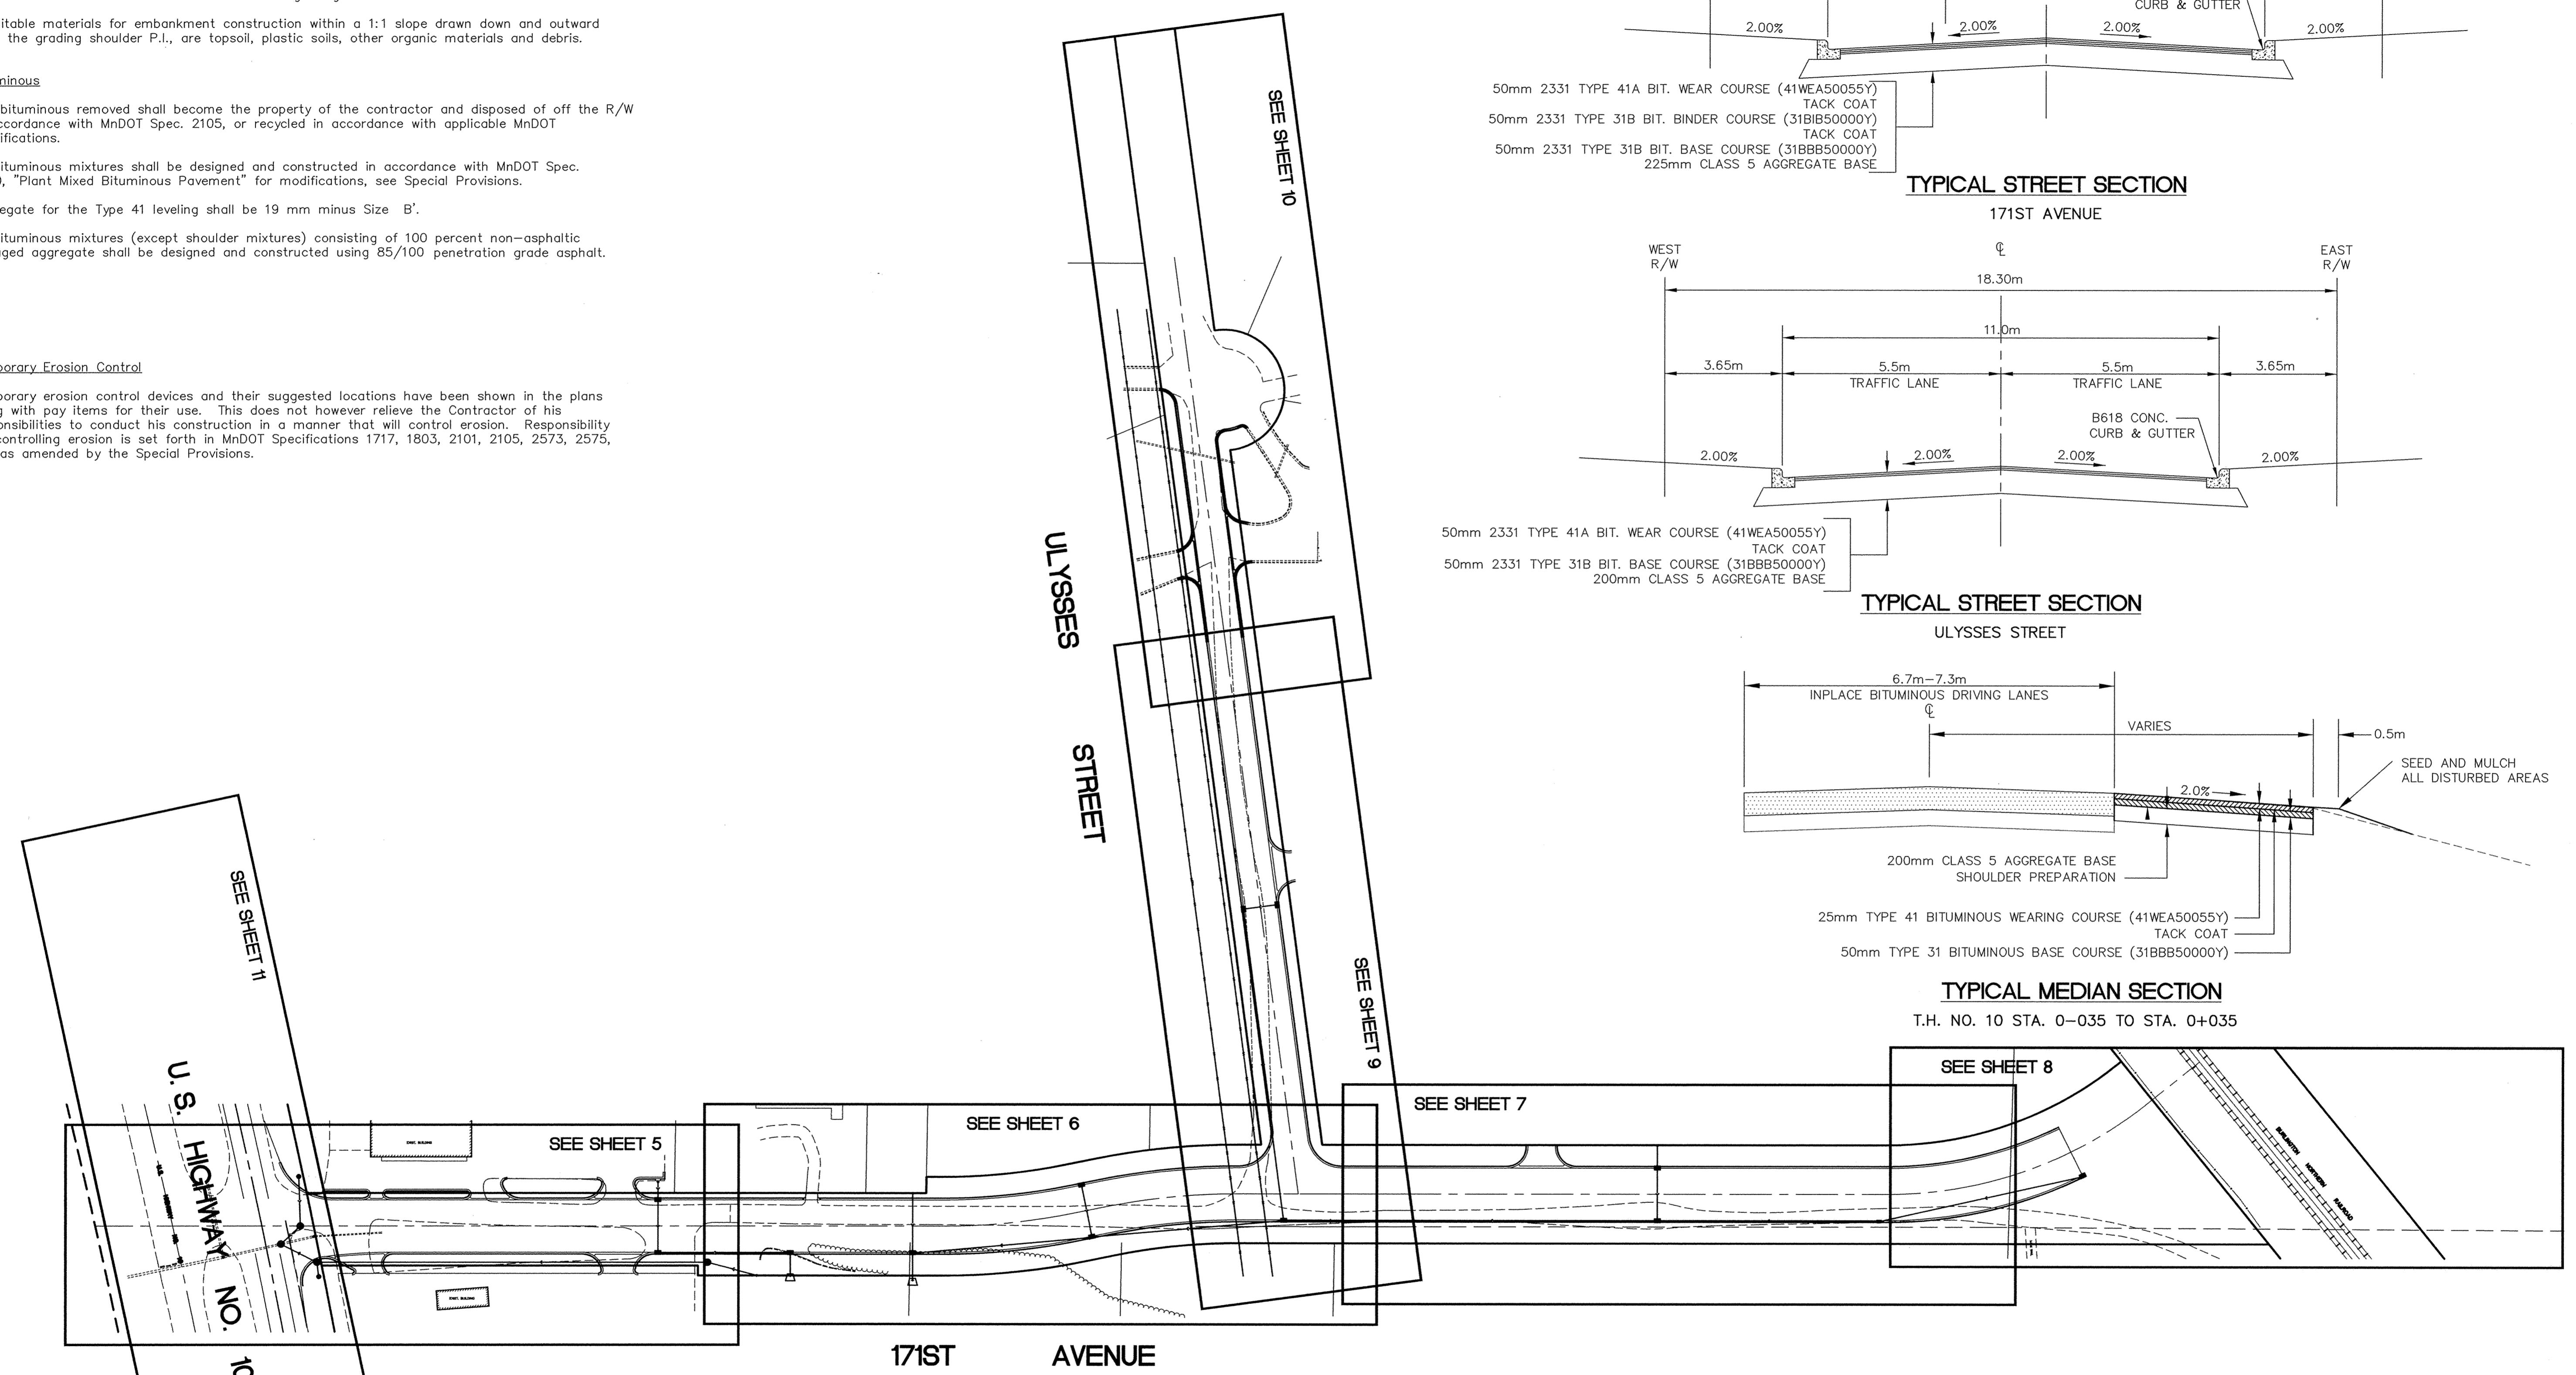 itable materials for embankment construction within a 1:1 slope drawn down and outward
the grading shoulder P.I., are topsoil, plastic soils, other organic materials and debris.
minous
bituminous removed shall become the property of the contractor and disposed of off the R/W
ccordance with MnDOT Spec. 2105, or recycled in accordance with applicable MnDOT
ifications.
ituminous mixtures shall be designed and constructed in accordance with MnDOT Spec.
, "Plant Mixed Bituminous Pavement" for modifications, see Special Provisions.
egate for the Type 41 leveling shall be 19 mm minus Size B'.
ituminous mixtures (except shoulder mixtures) consisting of 100 percent non-asphaltic
ged aggregate shall be designed and constructed using 85/100 penetration grade asphalt.
porary Erosion Control
porary erosion control devices and their suggested locations have been shown in the plans
g with pay items for their use. This does not however relieve the Contractor of his
onsibilities to conduct his construction in a manner that will control erosion. Responsibility
controlling erosion is set forth in MnDOT Specifications 1717, 1803, 2101, 2105, 2573, 2575,
as amended by the Special Provisions.
CURB & GUTTER
2.00%
2.00%
2.00%
2.00%
50mm 2331 TYPE 41A BIT. WEAR COURSE (41WEA50055Y)
TACK COAT
50mm 2331 TYPE 31B BIT. BINDER COURSE (31BIB50000Y)
TACK COAT
50mm 2331 TYPE 31B BIT. BASE COURSE (31BBB50000Y)
225mm CLASS 5 AGGREGATE BASE
TYPICAL STREET SECTION
171ST AVENUE
WEST
R/W
℄
EAST
R/W
18.30m
11.0m
3.65m
5.5m
TRAFFIC LANE
5.5m
TRAFFIC LANE
3.65m
B618 CONC.
CURB & GUTTER
2.00%
2.00%
2.00%
2.00%
50mm 2331 TYPE 41A BIT. WEAR COURSE (41WEA50055Y)
TACK COAT
50mm 2331 TYPE 31B BIT. BASE COURSE (31BBB50000Y)
200mm CLASS 5 AGGREGATE BASE
TYPICAL STREET SECTION
ULYSSES STREET
6.7m-7.3m
INPLACE BITUMINOUS DRIVING LANES
℄
VARIES
0.5m
SEED AND MULCH
ALL DISTURBED AREAS
2.0%
200mm CLASS 5 AGGREGATE BASE
SHOULDER PREPARATION
25mm TYPE 41 BITUMINOUS WEARING COURSE (41WEA50055Y)
TACK COAT
50mm TYPE 31 BITUMINOUS BASE COURSE (31BBB50000Y)
TYPICAL MEDIAN SECTION
T.H. NO. 10 STA. 0-035 TO STA. 0+035
SEE SHEET 10
ULYSSES STREET
SEE SHEET 9
SEE SHEET 11
U.S. HIGHWAY NO. 10
U.S. HIGHWAY NO. 10
SEE SHEET 5
EXIST. BUILDING
EXIST. BUILDING
SEE SHEET 6
SEE SHEET 7
SEE SHEET 8
BURLINGTON NORTHERN RAILROAD
171ST AVENUE